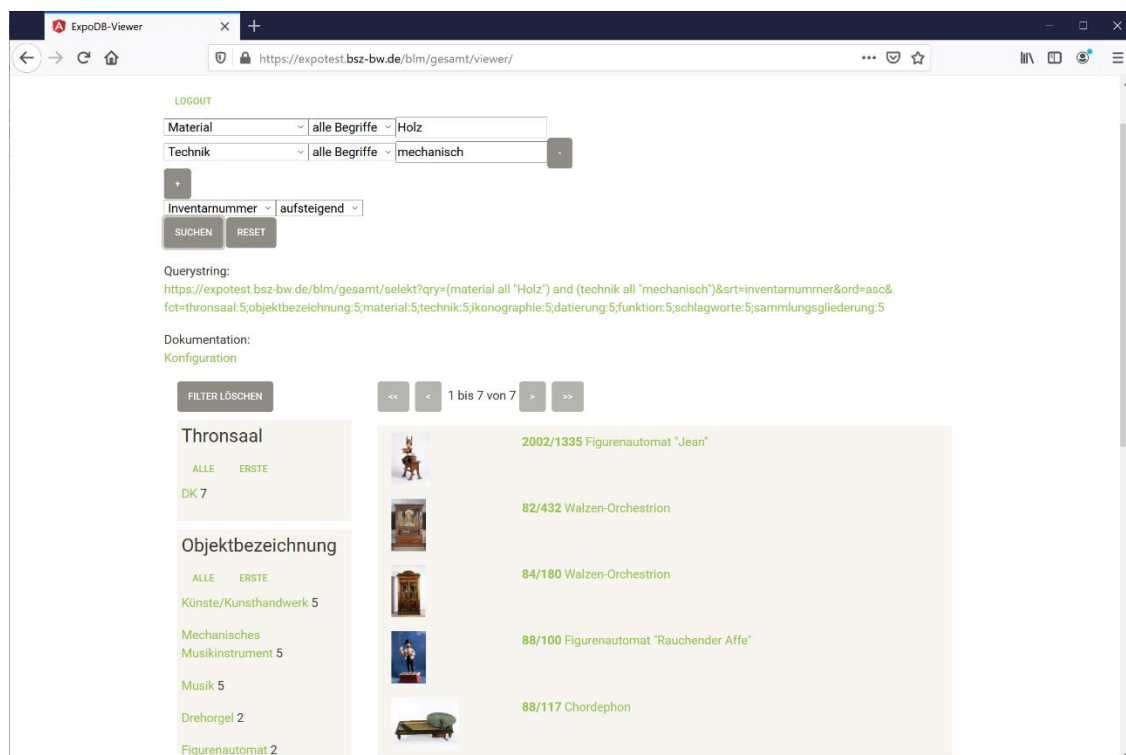 ExpoDB-Viewer
https://expotest.bsz-bw.de/blm/gesamt/viewer/
LOGOUT
Material alle Begriffe Holz
Technik alle Begriffe mechanisch -
+
Inventarnummer aufsteigend
SUCHEN RESET
Querystring:
https://expotest.bsz-bw.de/blm/gesamt/selekt?qry=(material all "Holz") and (technik all "mechanisch")&srt=inventarnummer&ord=asc&
fct=thronsaal:5;objektbezeichnung:5;material:5;technik:5;ikonographie:5;datierung:5;funktion:5;schlagworte:5;sammlungsgliederung:5
Dokumentation:
Konfiguration
FILTER LÖSCHEN
<< < 1 bis 7 von 7 > >>
Thronsaal
ALLE ERSTE
DK 7
Objektbezeichnung
ALLE ERSTE
Künste/Kunsthandwerk 5
Mechanisches
Musikinstrument 5
Musik 5
Drehorgel 2
Figurenautomat 2
2002/1335 Figurenautomat "Jean"
82/432 Walzen-Orchestrion
84/180 Walzen-Orchestrion
88/100 Figurenautomat "Rauchender Affe"
88/117 Chordephon